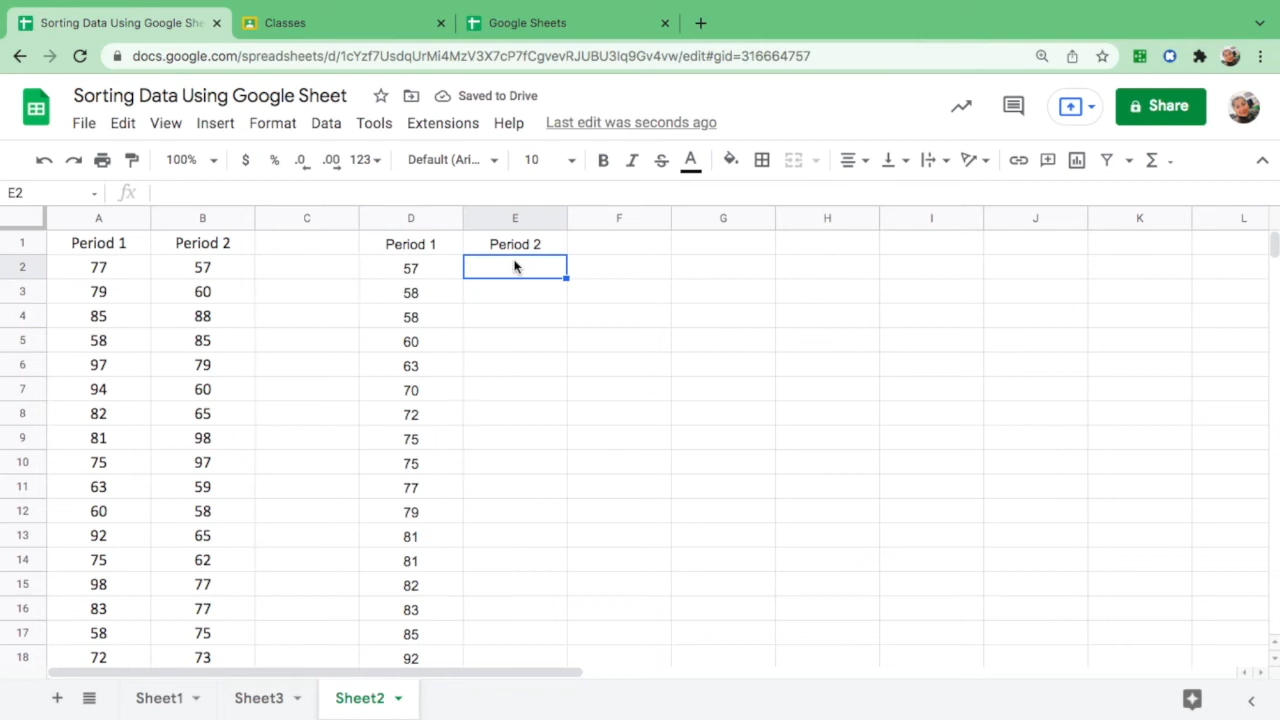 Sorting Data Using Google She
Classes
Google Sheets
docs.google.com/spreadsheets/d/1cYzf7UsdqUrMi4MzV3X7cP7fCgvevRJUBU3Iq9Gv4vw/edit#gid=316664757
Sorting Data Using Google Sheet
Saved to Drive
File Edit View Insert Format Data Tools Extensions Help Last edit was seconds ago
Share
100% $ % .0 .00 123 Default (Ari... 10 B I S A Σ
E2 fx
A B C D E F G H I J K L
1 Period 1 Period 2 Period 1 Period 2
2 77 57 57
3 79 60 58
4 85 88 58
5 58 85 60
6 97 79 63
7 94 60 70
8 82 65 72
9 81 98 75
10 75 97 75
11 63 59 77
12 60 58 79
13 92 65 81
14 75 62 81
15 98 77 82
16 83 77 83
17 58 75 85
18 72 73 92
Sheet1 Sheet3 Sheet2